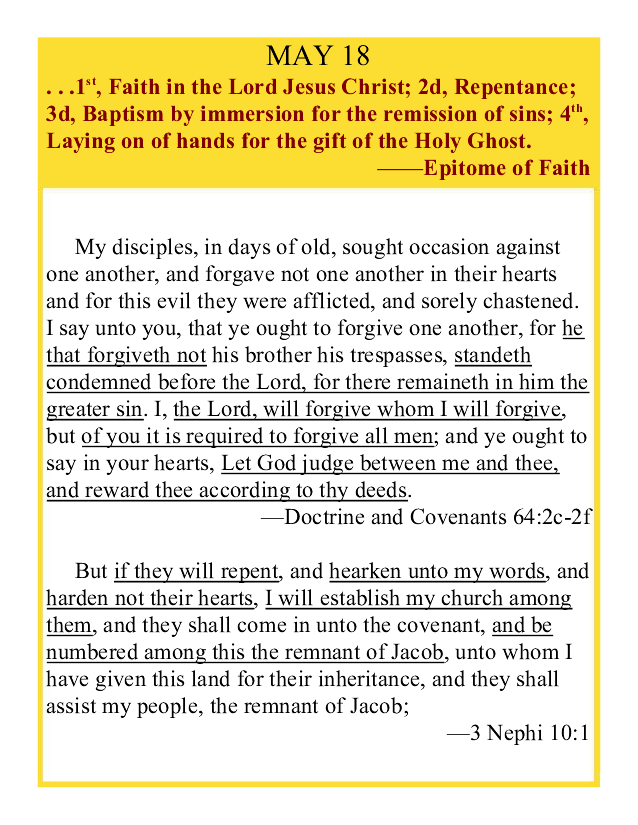 MAY 18
. . .1st, Faith in the Lord Jesus Christ; 2d, Repentance;
3d, Baptism by immersion for the remission of sins; 4th,
Laying on of hands for the gift of the Holy Ghost.
——Epitome of Faith
My disciples, in days of old, sought occasion against
one another, and forgave not one another in their hearts
and for this evil they were afflicted, and sorely chastened.
I say unto you, that ye ought to forgive one another, for he
that forgiveth not his brother his trespasses, standeth
condemned before the Lord, for there remaineth in him the
greater sin. I, the Lord, will forgive whom I will forgive,
but of you it is required to forgive all men; and ye ought to
say in your hearts, Let God judge between me and thee,
and reward thee according to thy deeds.
—Doctrine and Covenants 64:2c-2f
But if they will repent, and hearken unto my words, and
harden not their hearts, I will establish my church among
them, and they shall come in unto the covenant, and be
numbered among this the remnant of Jacob, unto whom I
have given this land for their inheritance, and they shall
assist my people, the remnant of Jacob;
—3 Nephi 10:1